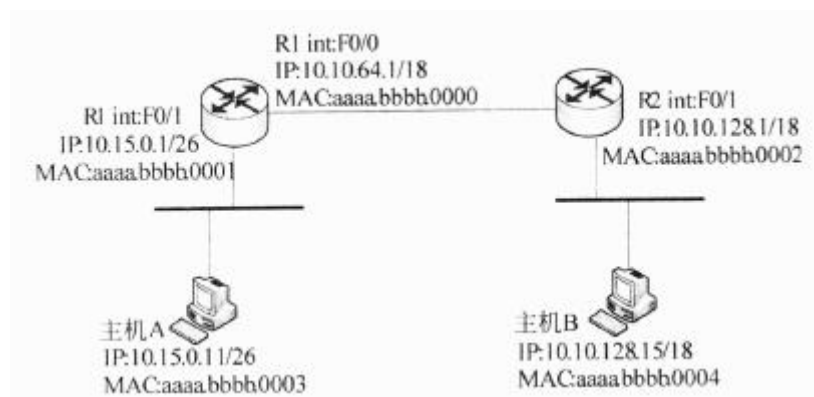 R1 int:F0/0
IP:10.10.64.1/18
MAC:aaaa.bbbb.0000
R1 int:F0/1
IP:10.15.0.1/26
MAC:aaaa.bbbb.0001
R2 int:F0/1
IP:10.10.128.1/18
MAC:aaaa.bbbb.0002
主机A
IP:10.15.0.11/26
MAC:aaaa.bbbb.0003
主机B
IP:10.10.128.15/18
MAC:aaaa.bbbb.0004